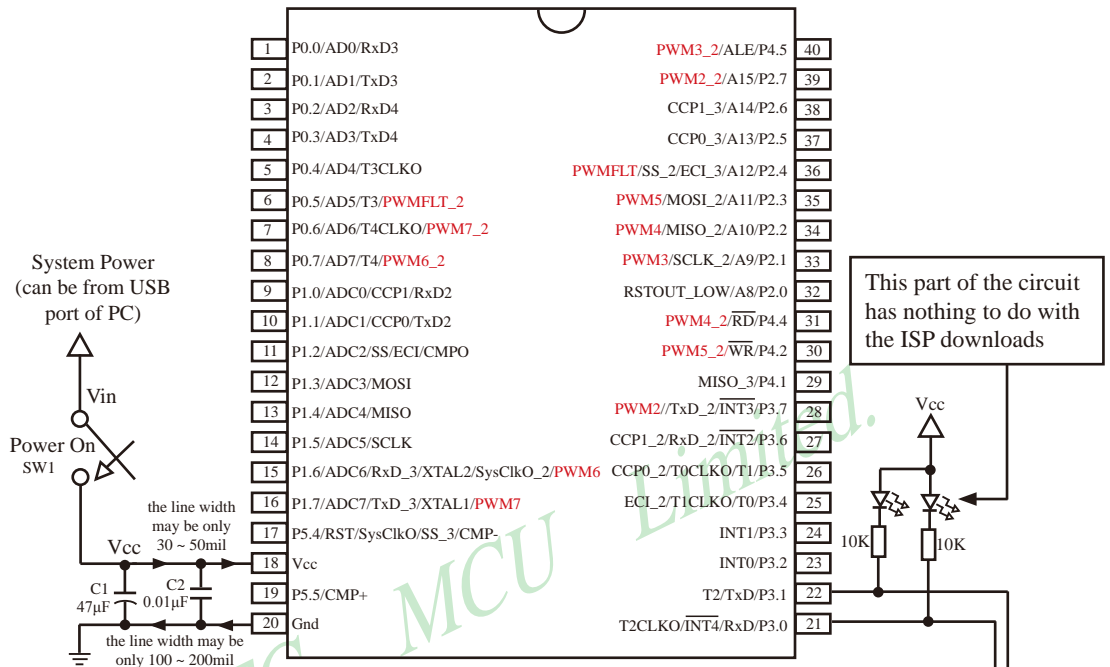 1 P0.0/AD0/RxD3
2 P0.1/AD1/TxD3
3 P0.2/AD2/RxD4
4 P0.3/AD3/TxD4
5 P0.4/AD4/T3CLKO
6 P0.5/AD5/T3/PWMFLT_2
7 P0.6/AD6/T4CLKO/PWM7_2
8 P0.7/AD7/T4/PWM6_2
9 P1.0/ADC0/CCP1/RxD2
10 P1.1/ADC1/CCP0/TxD2
11 P1.2/ADC2/SS/ECI/CMPO
12 P1.3/ADC3/MOSI
13 P1.4/ADC4/MISO
14 P1.5/ADC5/SCLK
15 P1.6/ADC6/RxD_3/XTAL2/SysClkO_2/PWM6
16 P1.7/ADC7/TxD_3/XTAL1/PWM7
17 P5.4/RST/SysClkO/SS_3/CMP-
18 Vcc
19 P5.5/CMP+
20 Gnd
PWM3_2/ALE/P4.5 40
PWM2_2/A15/P2.7 39
CCP1_3/A14/P2.6 38
CCP0_3/A13/P2.5 37
PWMFLT/SS_2/ECI_3/A12/P2.4 36
PWM5/MOSI_2/A11/P2.3 35
PWM4/MISO_2/A10/P2.2 34
PWM3/SCLK_2/A9/P2.1 33
RSTOUT_LOW/A8/P2.0 32
PWM4_2/RD/P4.4 31
PWM5_2/WR/P4.2 30
MISO_3/P4.1 29
PWM2//TxD_2/INT3/P3.7 28
CCP1_2/RxD_2/INT2/P3.6 27
CCP0_2/T0CLKO/T1/P3.5 26
ECI_2/T1CLKO/T0/P3.4 25
INT1/P3.3 24
INT0/P3.2 23
T2/TxD/P3.1 22
T2CLKO/INT4/RxD/P3.0 21
System Power
(can be from USB
port of PC)
Vin
Power On
SW1
the line width
may be only
30 ~ 50mil
Vcc
C1
47μF
C2
0.01μF
the line width may be
only 100 ~ 200mil
This part of the circuit
has nothing to do with
the ISP downloads
Vcc
10K
10K
MCU Limited.